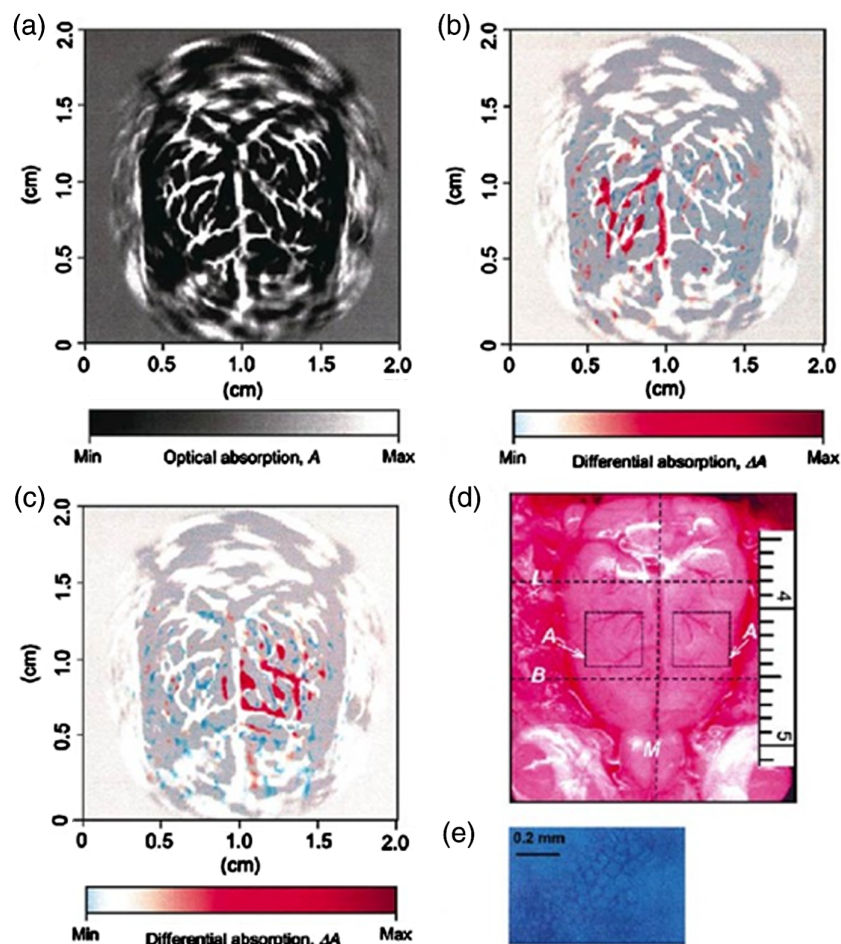 (a)
2.0
1.5
1.0
0.5
0
(cm)
0 0.5 1.0 1.5 2.0
(cm)
Min Optical absorption, A Max
(b)
2.0
1.5
1.0
0.5
0
(cm)
0 0.5 1.0 1.5 2.0
(cm)
Min Differential absorption, ΔA Max
(c)
2.0
1.5
1.0
0.5
0
(cm)
0 0.5 1.0 1.5 2.0
(cm)
Min Differential absorption, ΔA Max
(d)
L
4
A A
B
5
M
(e)
0.2 mm